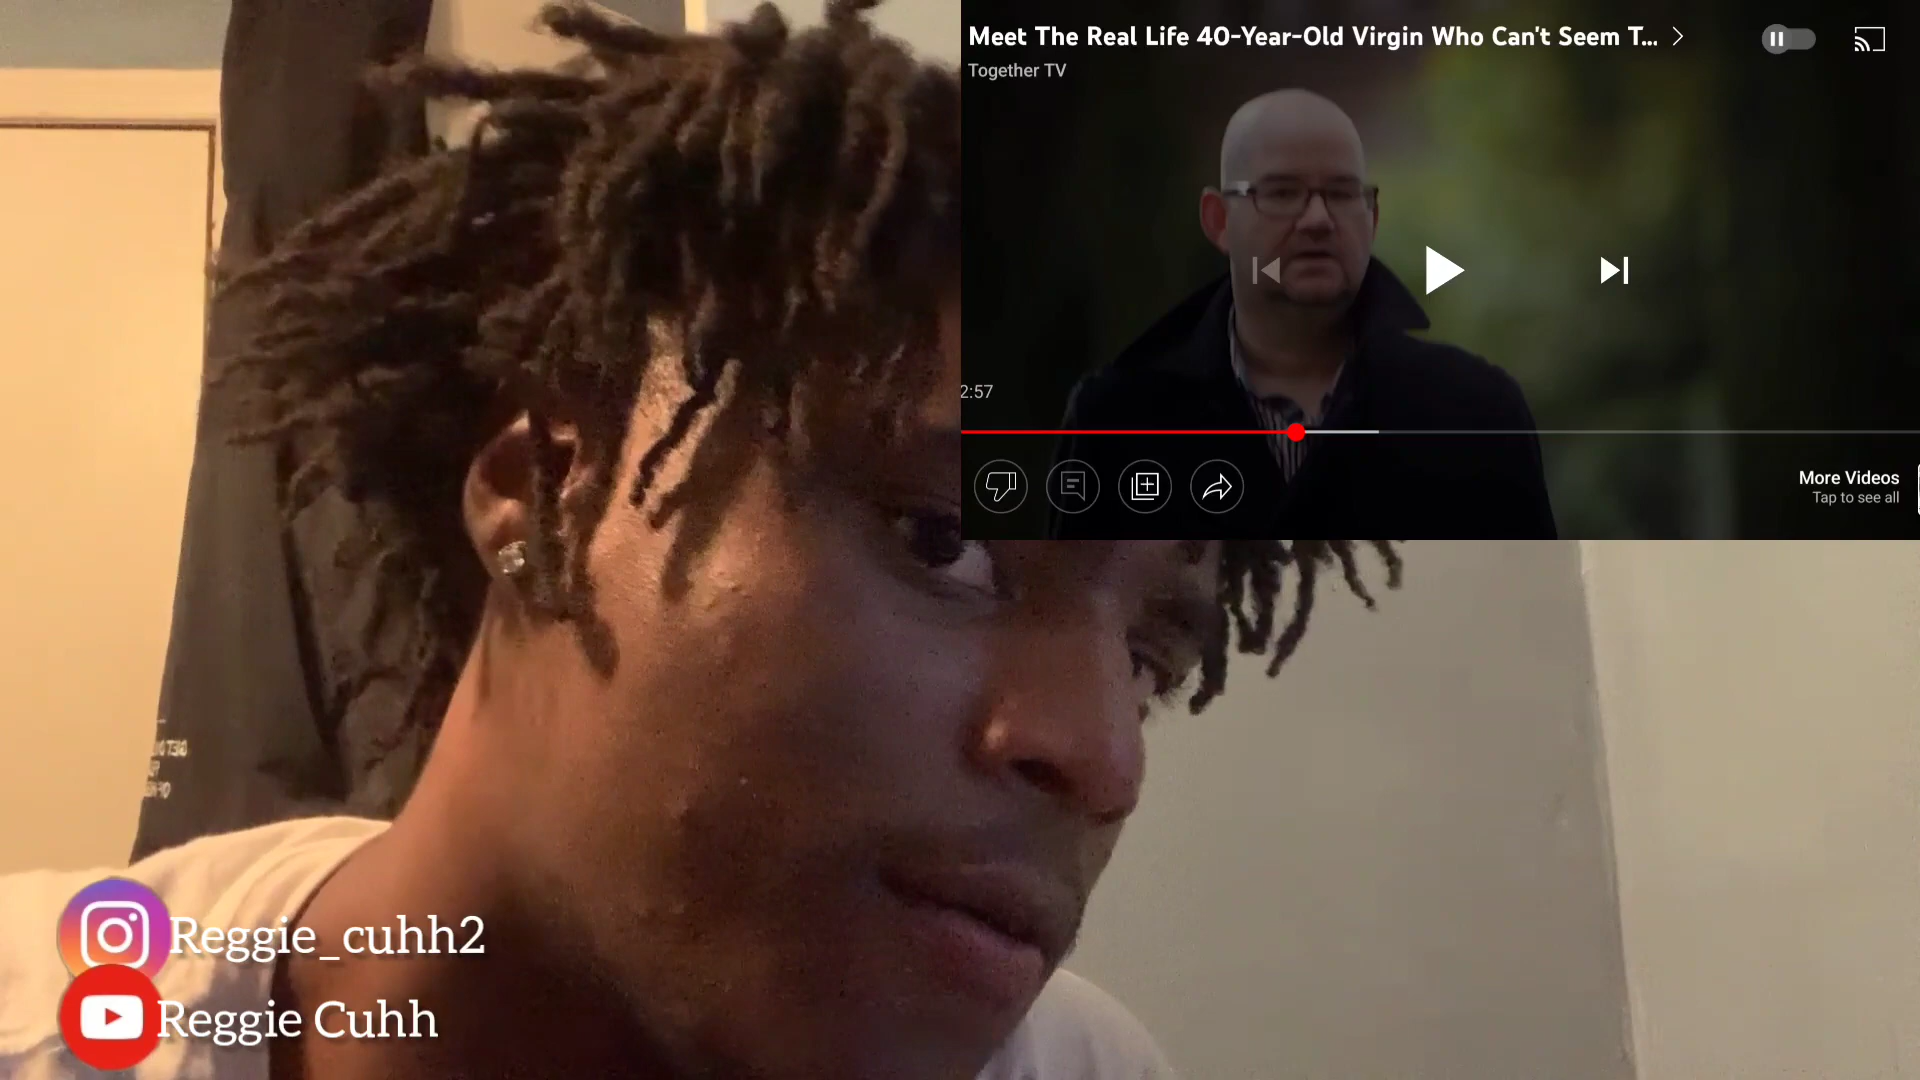 Meet The Real Life 40-Year-Old Virgin Who Can't Seem T...
Together TV
2:57
More Videos
Tap to see all
Reggie_cuhh2
Reggie Cuhh